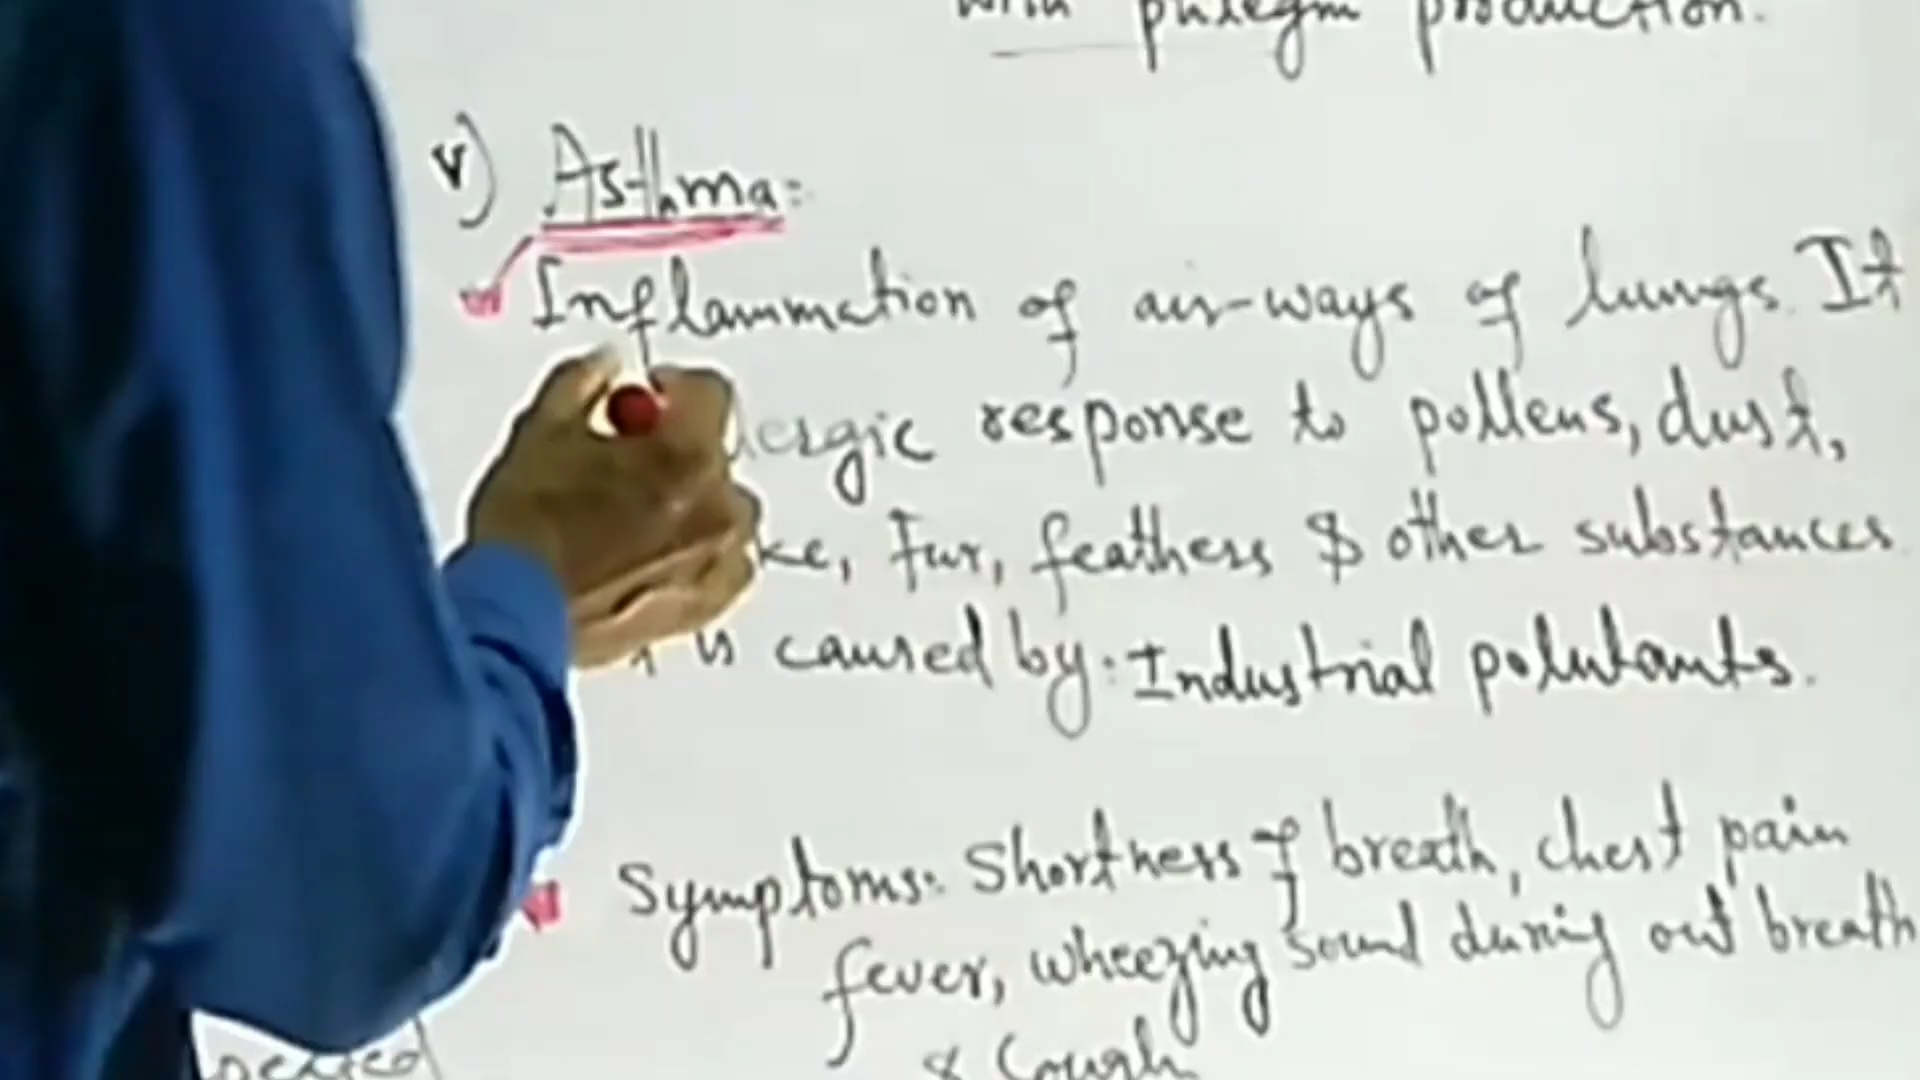 with phlegm production.
v) Asthma:
Inflammation of air-ways of lungs. It
response to pollens, dust,
Fur, feathers & other substances
is caused by: Industrial polutants.
Symptoms: Shortness of breath, chest pain
fever, wheezing sound during out breath
& Cough